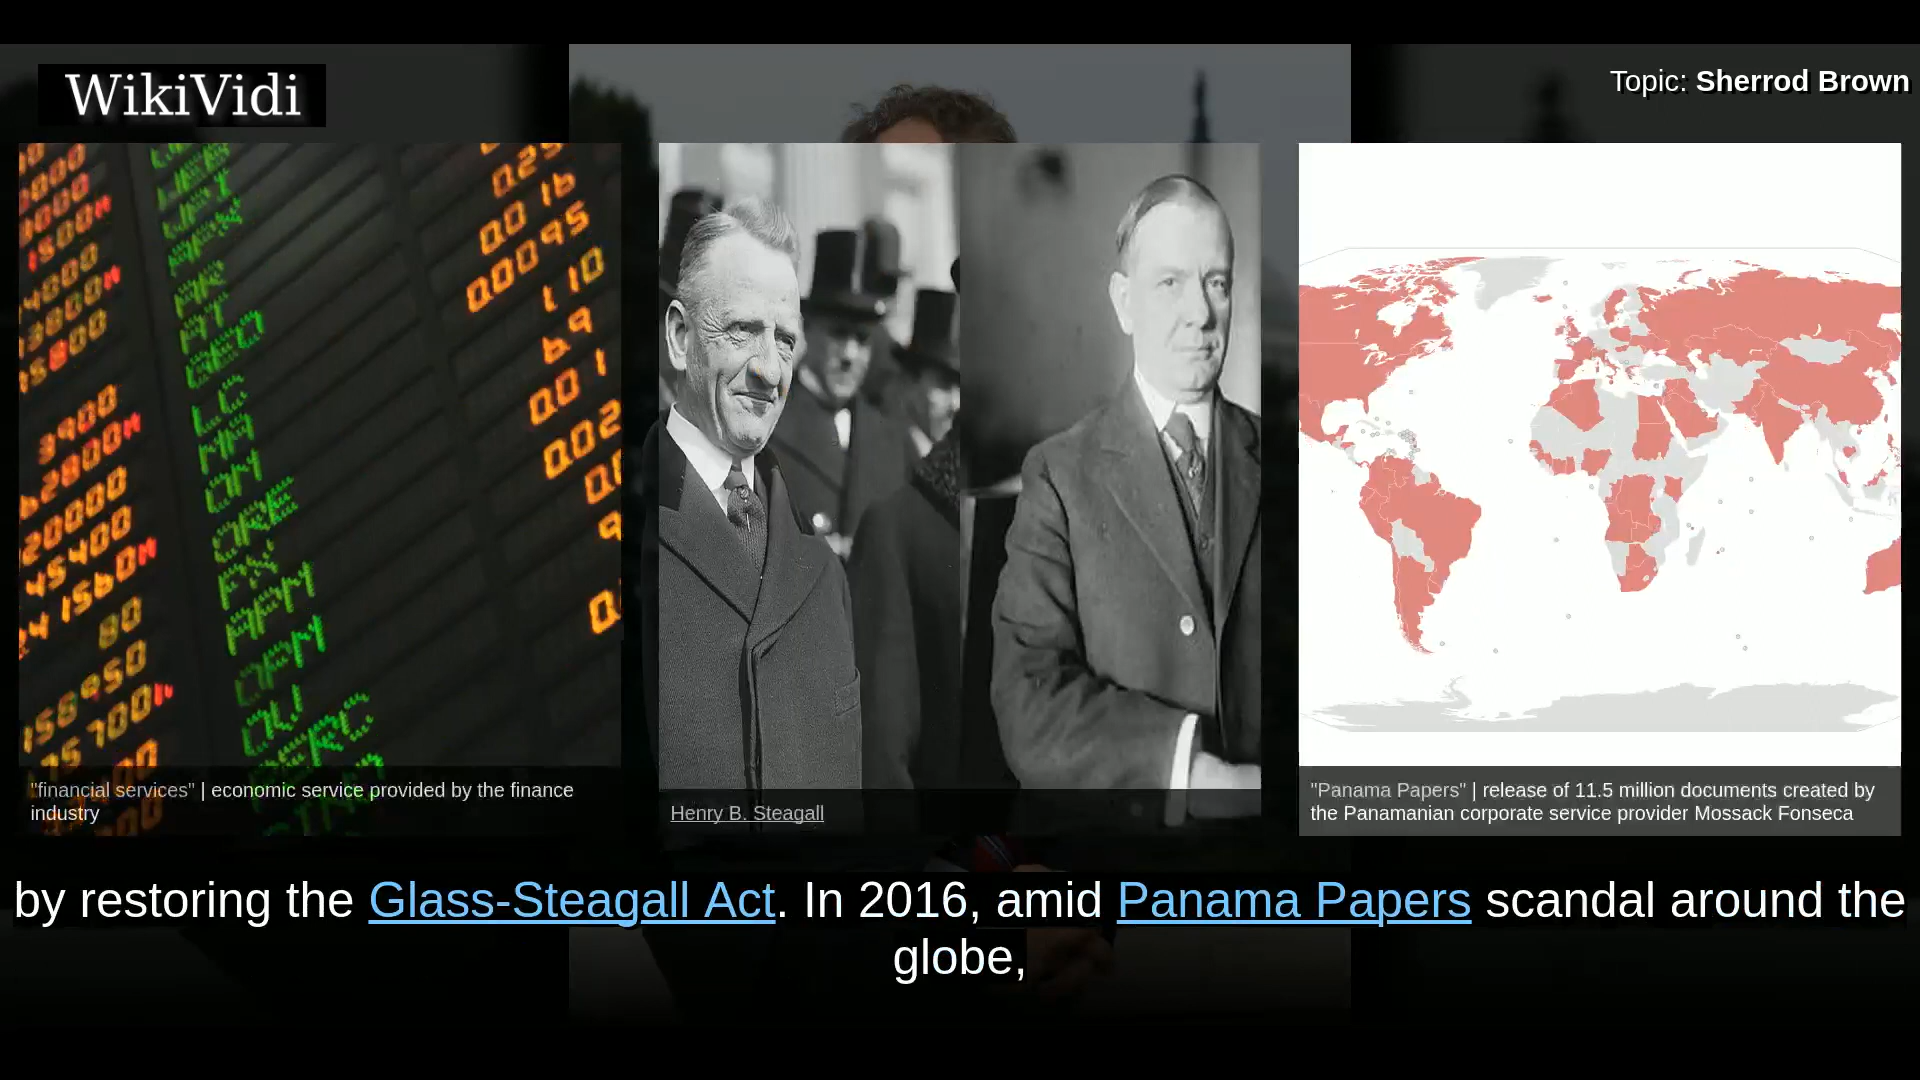 WikiVidi
Topic: Sherrod Brown
"financial services" | economic service provided by the finance
industry
Henry B. Steagall
"Panama Papers" | release of 11.5 million documents created by
the Panamanian corporate service provider Mossack Fonseca
by restoring the Glass-Steagall Act. In 2016, amid Panama Papers scandal around the
globe,